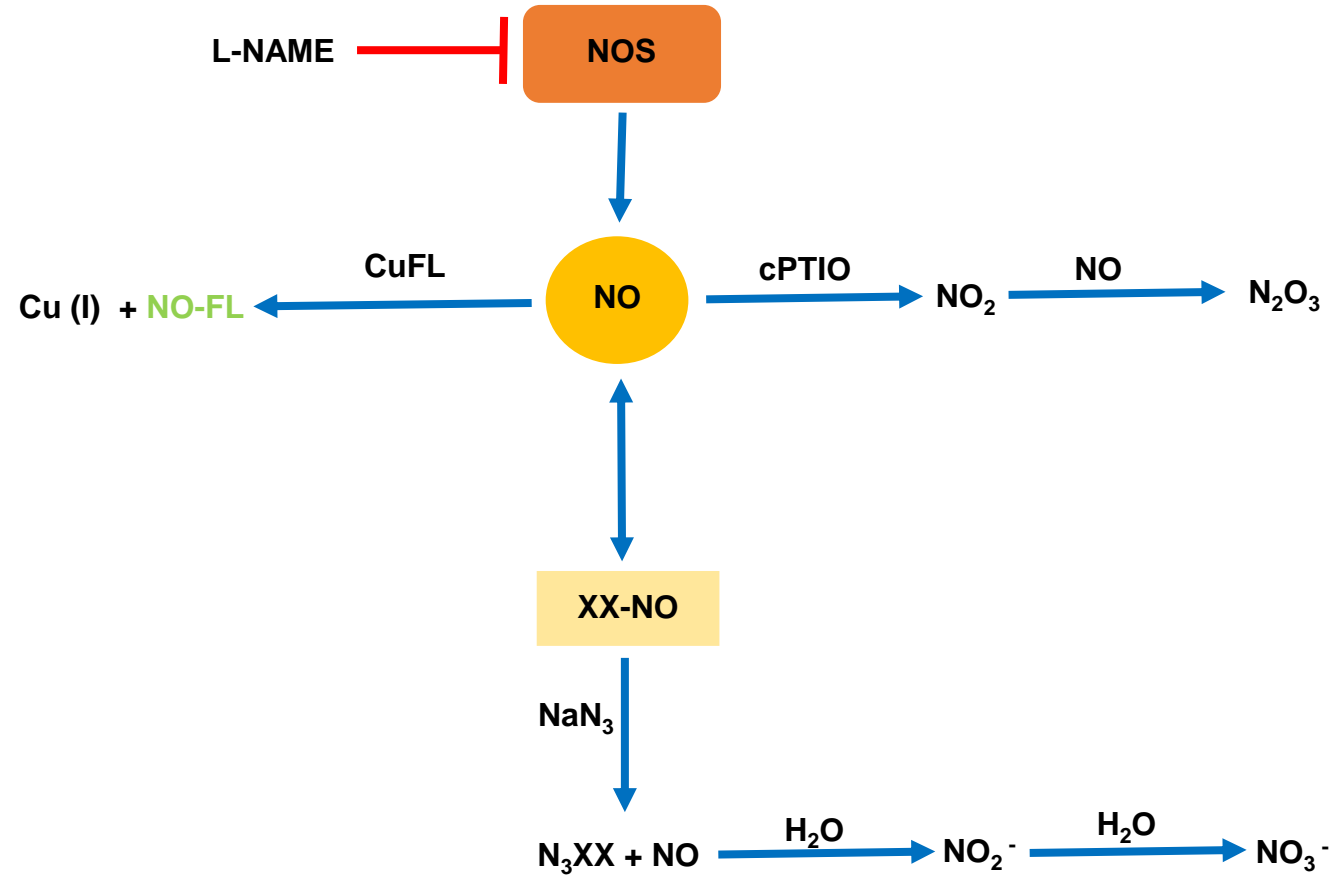 L-NAME
NOS
CuFL
cPTIO
NO
Cu (I) + NO-FL
NO
NO₂
N₂O₃
XX-NO
NaN₃
N₃XX + NO
H₂O
NO₂⁻
H₂O
NO₃⁻